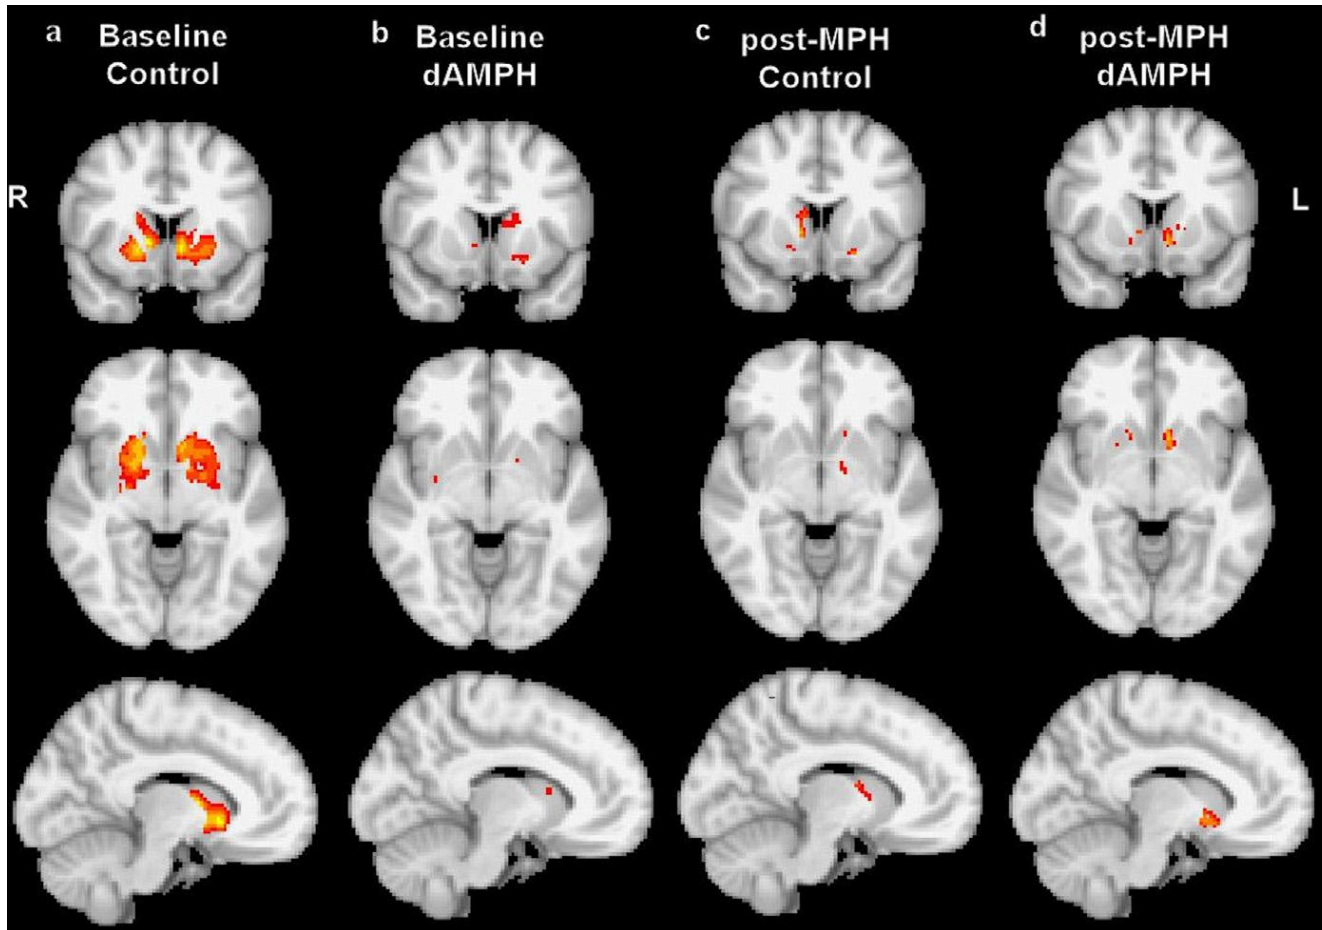 a Baseline Control
b Baseline dAMPH
c post-MPH Control
d post-MPH dAMPH
R
L